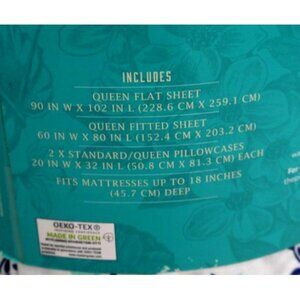 INCLUDES
QUEEN FLAT SHEET
90 IN W X 102 IN L (228.6 CM X 259.1 CM)
QUEEN FITTED SHEET
60 IN W X 80 IN L (152.4 CM X 203.2 CM)
2 X STANDARD/QUEEN PILLOWCASES
20 IN W X 32 IN L (50.8 CM X 81.3 CM) EACH
FITS MATTRESSES UP TO 18 INCHES
(45.7 CM) DEEP
OEKO-TEX®
MADE IN GREEN
For